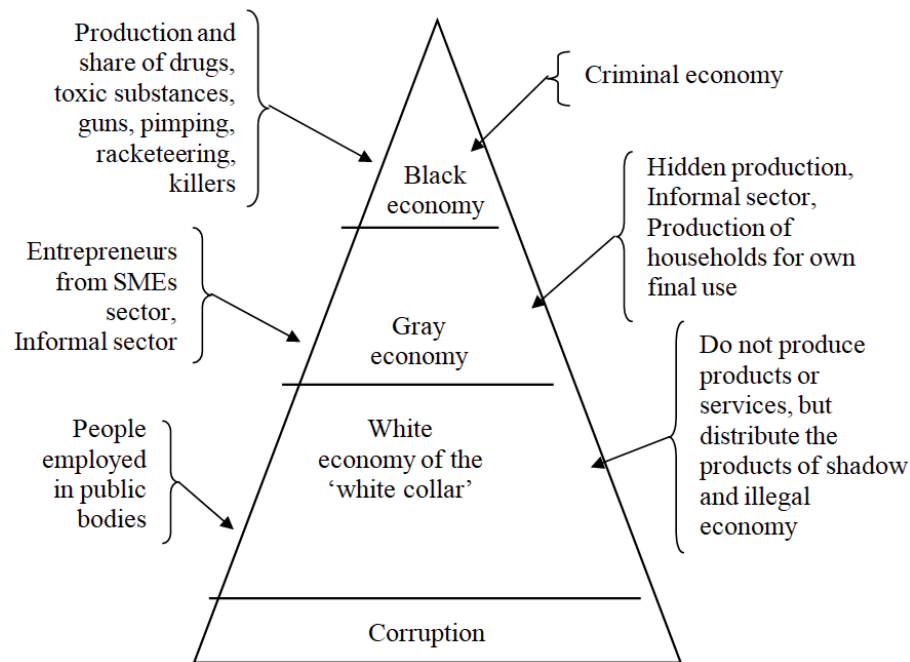 Production and
share of drugs,
toxic substances,
guns, pimping,
racketeering,
killers
Criminal economy
Black
economy
Hidden production,
Informal sector,
Production of
households for own
final use
Entrepreneurs
from SMEs
sector,
Informal sector
Gray
economy
Do not produce
products or
services, but
distribute the
products of shadow
and illegal
economy
People
employed
in public
bodies
White
economy of the
‘white collar’
Corruption